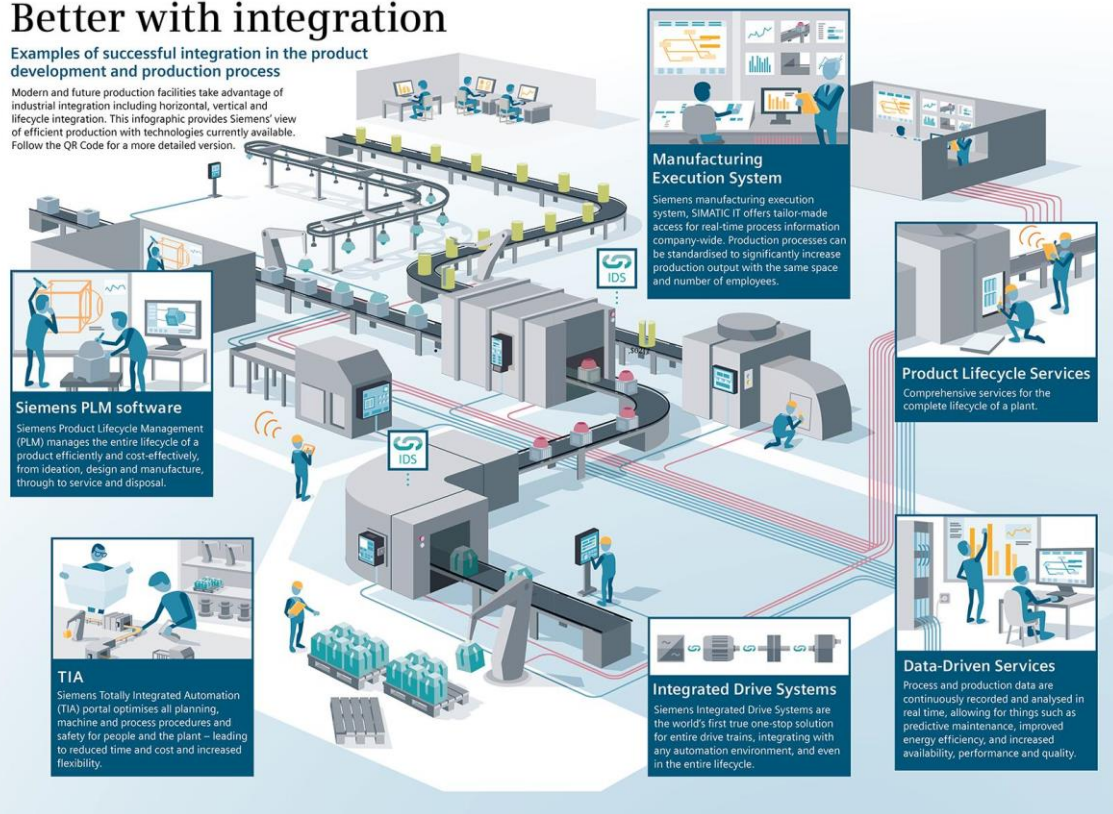 Better with integration
Examples of successful integration in the product
development and production process
Modern and future production facilities take advantage of
industrial integration including horizontal, vertical and
lifecycle integration. This infographic provides Siemens' view
of efficient production with technologies currently available.
Follow the QR Code for a more detailed version.
Manufacturing
Execution System
Siemens manufacturing execution
system, SIMATIC IT offers tailor-made
access for real-time process information
company-wide. Production processes can
be standardised to significantly increase
production output with the same space
and number of employees.
IDS
Siemens PLM software
Siemens Product Lifecycle Management
(PLM) manages the entire lifecycle of a
product efficiently and cost-effectively,
from ideation, design and manufacture,
through to service and disposal.
Product Lifecycle Services
Comprehensive services for the
complete lifecycle of a plant.
IDS
TIA
Siemens Totally Integrated Automation
(TIA) portal optimises all planning,
machine and process procedures and
safety for people and the plant – leading
to reduced time and cost and increased
flexibility.
Integrated Drive Systems
Siemens Integrated Drive Systems are
the world's first true one-stop solution
for entire drive trains, integrating with
any automation environment, and even
in the entire lifecycle.
Data-Driven Services
Process and production data are
continuously recorded and analysed in
real time, allowing for things such as
predictive maintenance, improved
energy efficiency, and increased
availability, performance and quality.